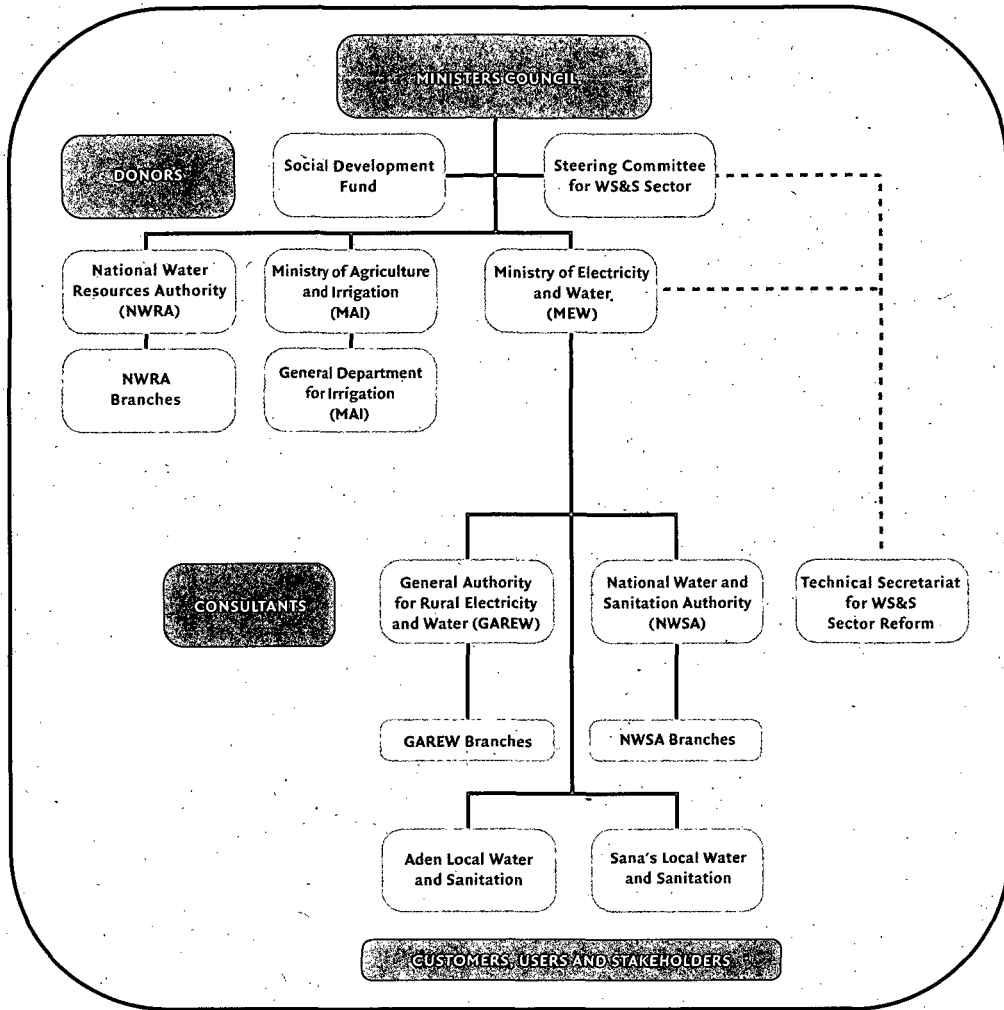 MINISTERS COUNCIL
DONORS
Social Development
Fund
Steering Committee
for WS&S Sector
National Water
Resources Authority
(NWRA)
Ministry of Agriculture
and Irrigation
(MAI)
Ministry of Electricity
and Water
(MEW)
NWRA
Branches
General Department
for Irrigation
(MAI)
CONSULTANTS
General Authority
for Rural Electricity
and Water (GAREW)
National Water and
Sanitation Authority
(NWSA)
Technical Secretariat
for WS&S
Sector Reform
GAREW Branches
NWSA Branches
Aden Local Water
and Sanitation
Sana's Local Water
and Sanitation
CUSTOMERS, USERS AND STAKEHOLDERS